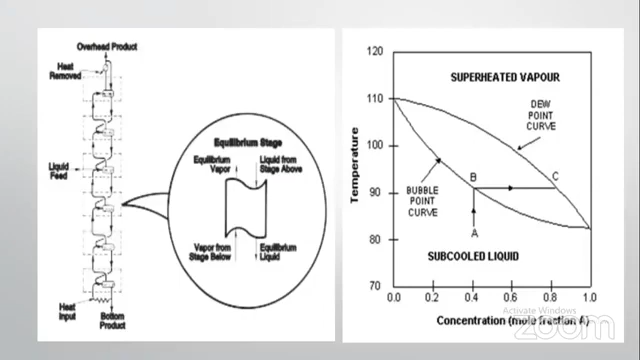 Overhead Product
Heat
Removed
Liquid
Feed
Heat
Input
Bottom
Product
Equilibrium Stage
Equilibrium
Vapor
Liquid from
Stage Above
Vapor from
Stage Below
Equilibrium
Liquid
Temperature
120
110
100
90
80
70
SUPERHEATED VAPOUR
DEW
POINT
CURVE
B
C
BUBBLE
POINT
CURVE
A
SUBCOOLED LIQUID
0.0
0.2
0.4
0.6
0.8
1.0
Concentration (mole fraction A)
Activate Windows
zoom